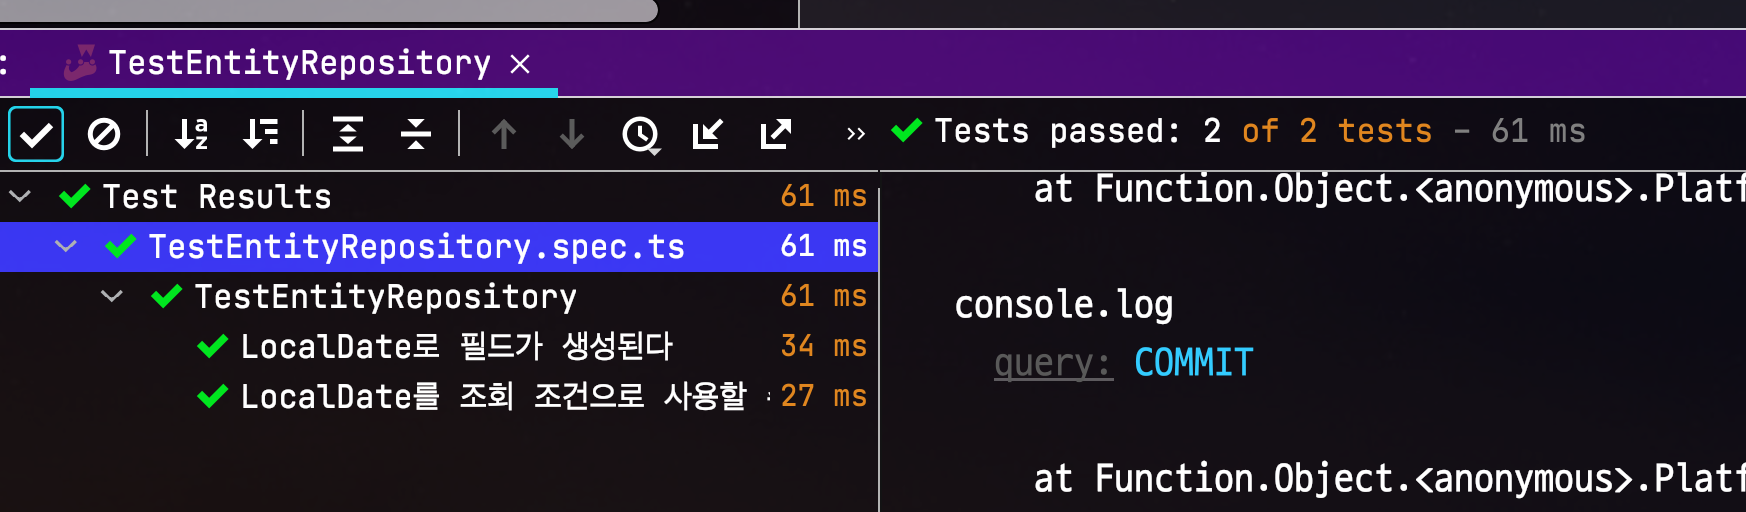 : TestEntityRepository ×
Tests passed: 2 of 2 tests – 61 ms
Test Results 61 ms
TestEntityRepository.spec.ts 61 ms
TestEntityRepository 61 ms
LocalDate로 필드가 생성된다 34 ms
LocalDate를 조회 조건으로 사용할 27 ms
at Function.Object.<anonymous>.Platf
console.log
query: COMMIT
at Function.Object.<anonymous>.Platf